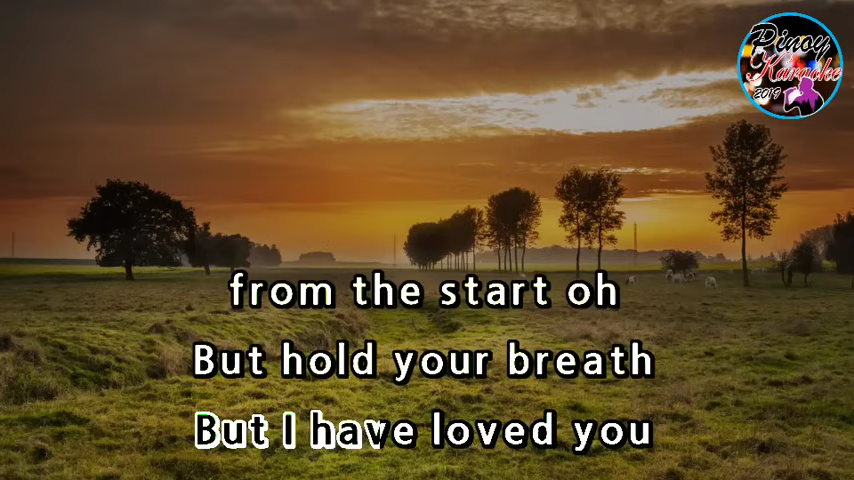 Pinoy
Karaoke
2019
from the start oh
But hold your breath
But I have loved you